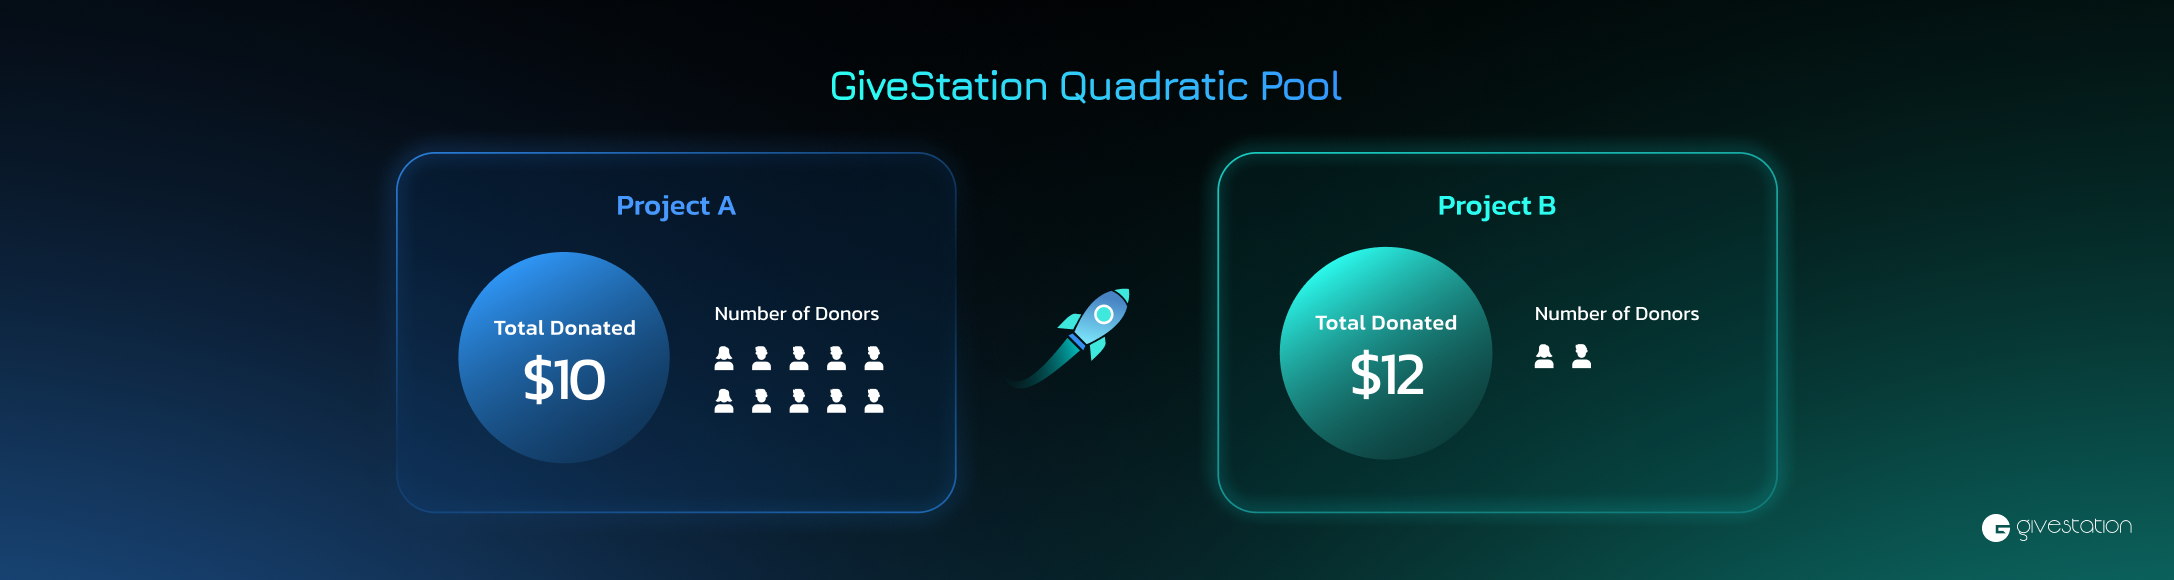 GiveStation Quadratic Pool
Project A
Total Donated
$10
Number of Donors
Project B
Total Donated
$12
Number of Donors
givestation